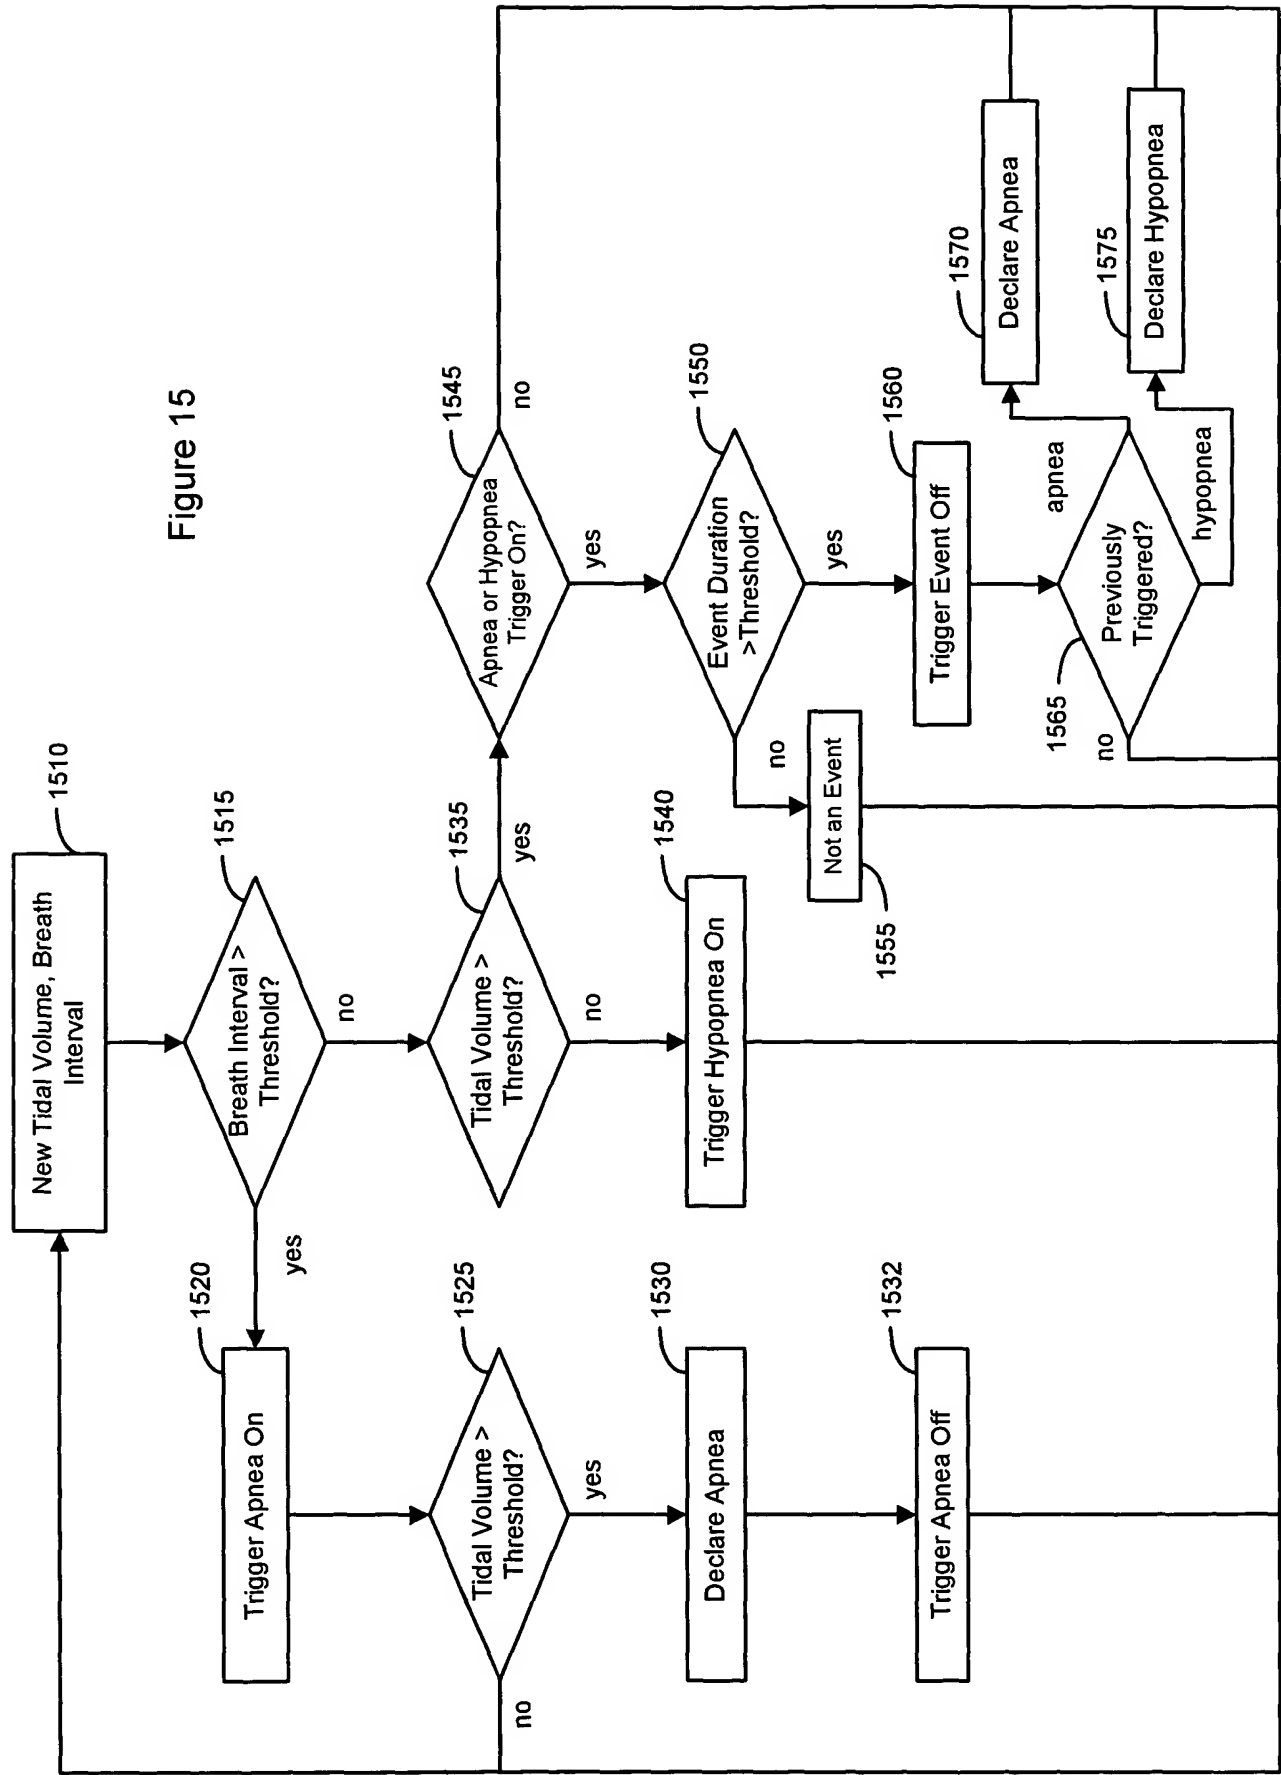 Figure 15
New Tidal Volume, Breath
Interval
1510
Breath Interval >
Threshold?
1515
yes
no
Trigger Apnea On
1520
Tidal Volume >
Threshold?
1525
no
yes
Declare Apnea
1530
Trigger Apnea Off
1532
Tidal Volume >
Threshold?
1535
yes
no
Trigger Hypopnea On
1540
Apnea or Hypopnea
Trigger On?
1545
no
yes
Event Duration
>Threshold?
1550
no
yes
Not an Event
1555
Trigger Event Off
1560
Previously
Triggered?
1565
no
apnea
hypopnea
Declare Apnea
1570
Declare Hypopnea
1575